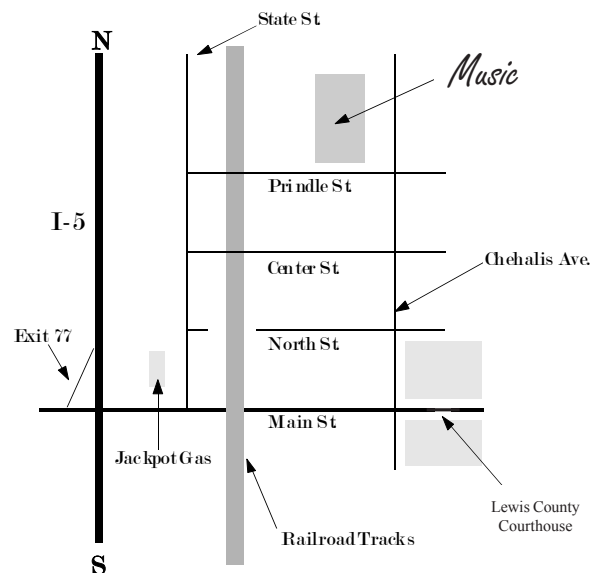 State St.
N
Music
Prindle St.
I-5
Center St.
Chehalis Ave.
Exit 77
North St.
Main St.
Jackpot Gas
Lewis County
Courthouse
Railroad Tracks
S